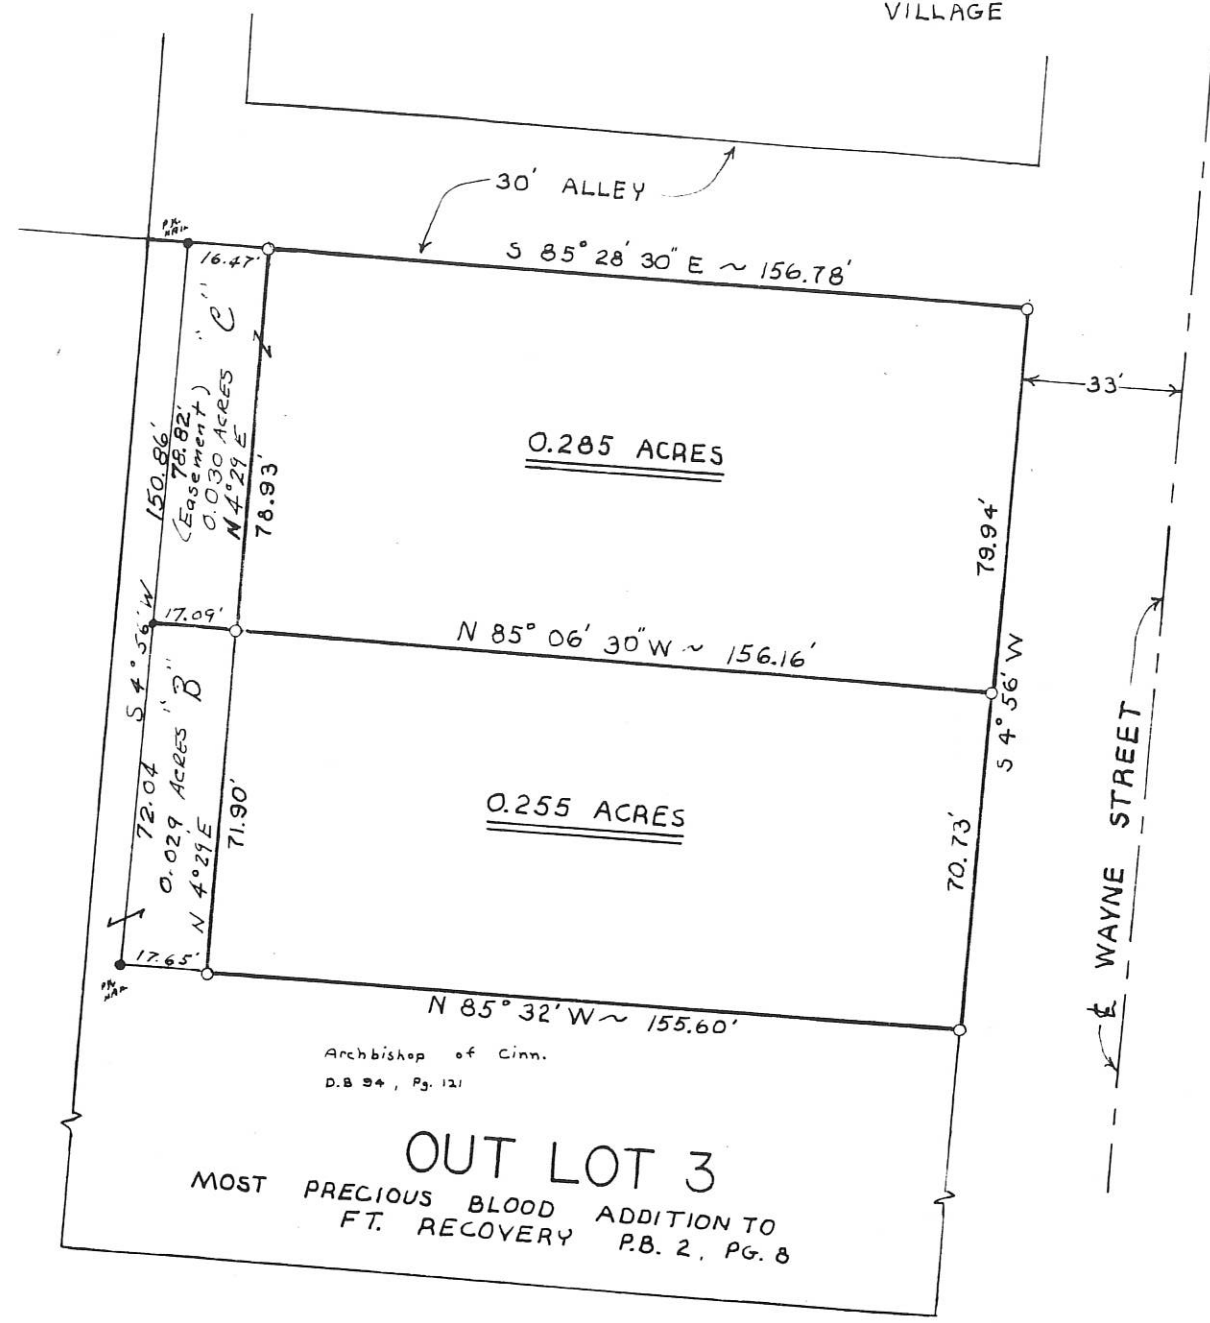 VILLAGE
30' ALLEY
P.K. NAIL
16.47'
S 85° 28' 30" E ~ 156.78'
33'
"C"
0.030 ACRES
(Easement)
78.82'
N 4° 29 E
78.93'
150.86'
S 4° 56' W
0.285 ACRES
79.94'
17.09'
N 85° 06' 30" W ~ 156.16'
S 4° 56' W
"B"
0.029 ACRES
72.04
N 4° 29 E
71.90'
0.255 ACRES
70.73'
WAYNE STREET
17.65'
P.K. NAIL
N 85° 32' W ~ 155.60'
Archbishop of Cinn.
D.B 94, Pg. 121
OUT LOT 3
MOST PRECIOUS BLOOD ADDITION TO
FT. RECOVERY P.B. 2, PG. 8